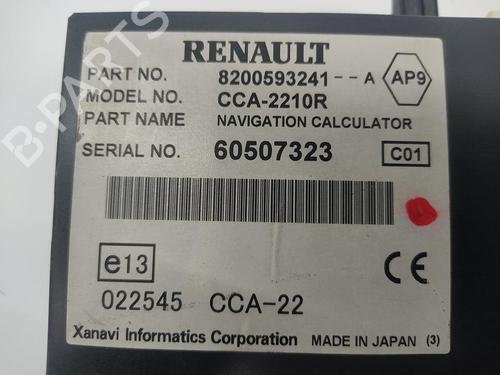 RENAULT
PART NO. 8200593241--A AP9
MODEL NO. CCA-2210R
PART NAME NAVIGATION CALCULATOR
SERIAL NO. 60507323 C01
e13
022545 CCA-22 CE
Xanavi Informatics Corporation MADE IN JAPAN (3)
B-PARTS